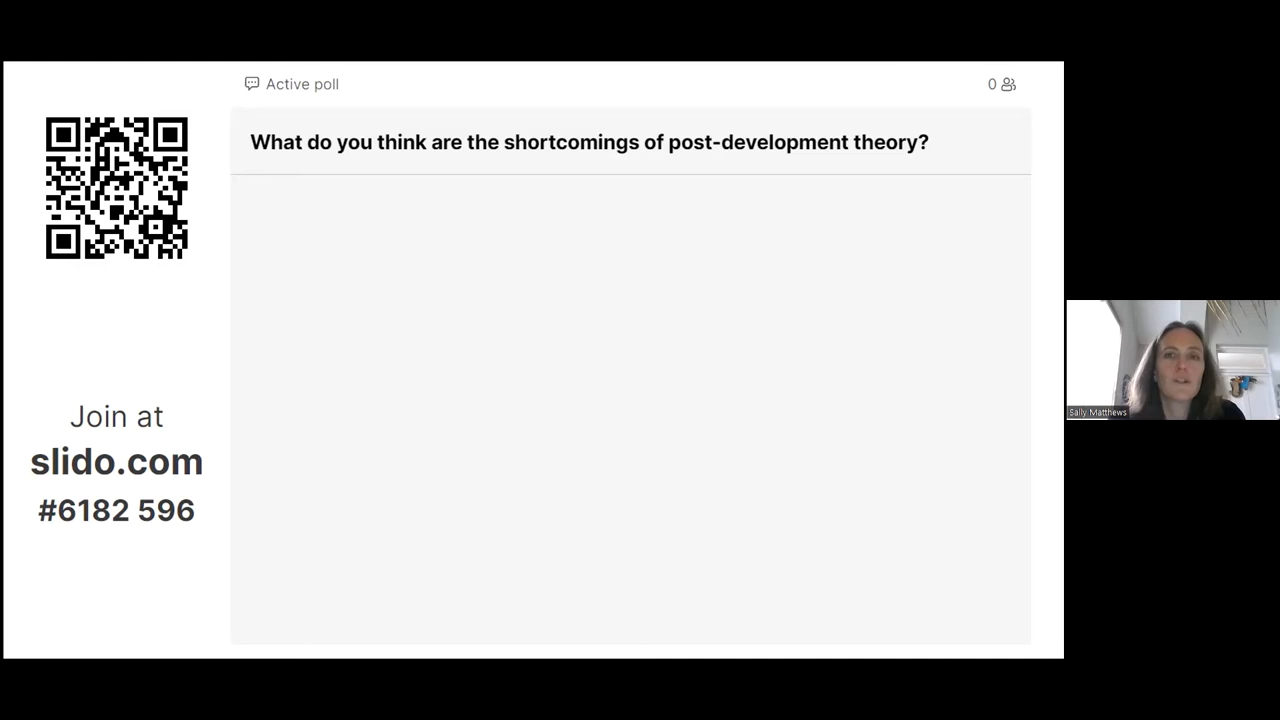 Active poll
0
What do you think are the shortcomings of post-development theory?
Join at
slido.com
#6182 596
Sally Matthews